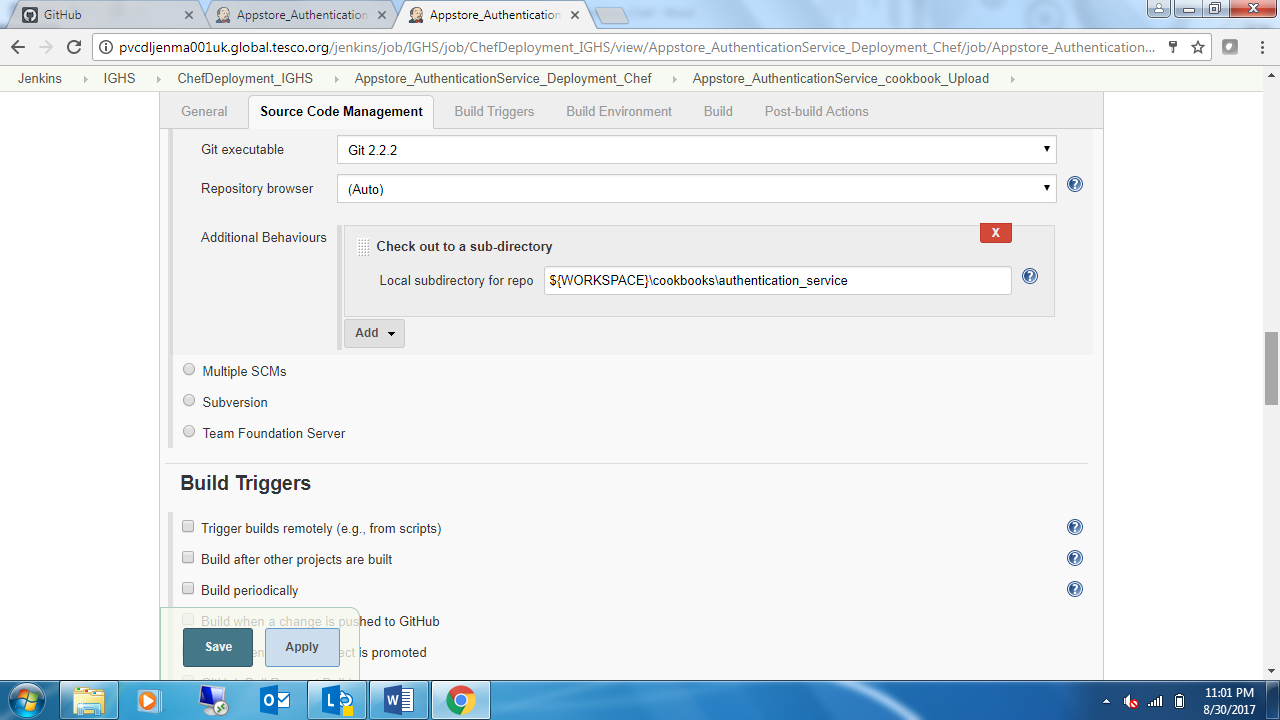 GitHub
Appstore_Authentication
Appstore_Authentication
pvcdljenma001uk.global.tesco.org/jenkins/job/IGHS/job/ChefDeployment_IGHS/view/Appstore_AuthenticationService_Deployment_Chef/job/Appstore_Authentication...
Jenkins IGHS ChefDeployment_IGHS Appstore_AuthenticationService_Deployment_Chef Appstore_AuthenticationService_cookbook_Upload
General Source Code Management Build Triggers Build Environment Build Post-build Actions
Git executable Git 2.2.2
Repository browser (Auto)
Additional Behaviours
X
Check out to a sub-directory
Local subdirectory for repo ${WORKSPACE}\cookbooks\authentication_service
Add
Multiple SCMs
Subversion
Team Foundation Server
Build Triggers
Trigger builds remotely (e.g., from scripts)
Build after other projects are built
Build periodically
Build when a change is pushed to GitHub
is promoted
Save Apply
11:01 PM
8/30/2017